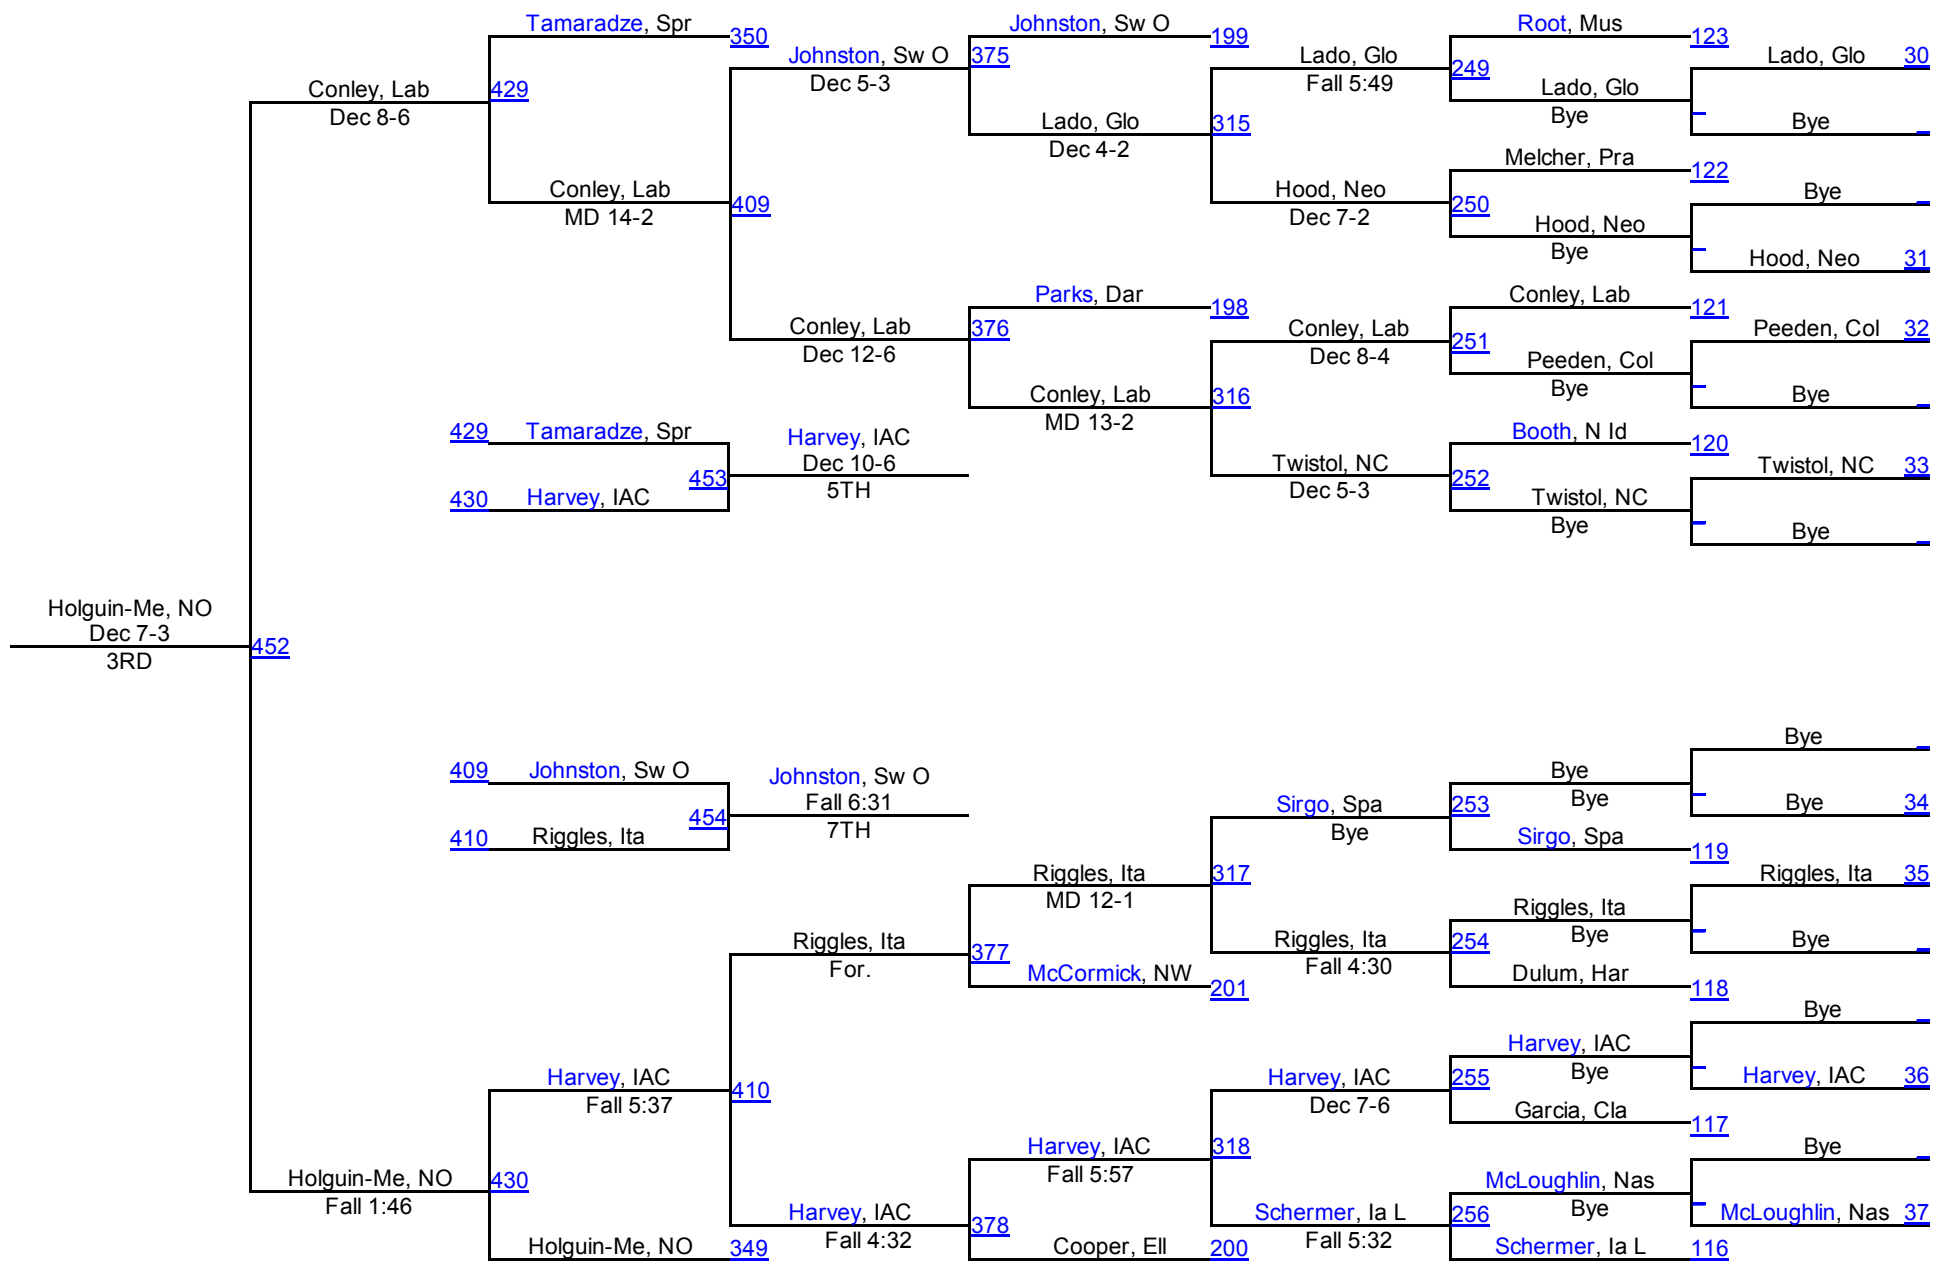 Tamaradze, Spr
350
Johnston, Sw O
199
Root, Mus
123
Johnston, Sw O
375
Dec 5-3
Lado, Glo
Fall 5:49
249
Lado, Glo
30
Conley, Lab
Dec 8-6
429
Lado, Glo
Bye
Bye
Lado, Glo
Dec 4-2
315
Melcher, Pra
122
Conley, Lab
MD 14-2
409
Hood, Neo
Dec 7-2
250
Bye
Hood, Neo
Bye
Hood, Neo
31
Parks, Dar
198
Conley, Lab
121
Conley, Lab
Dec 12-6
376
Conley, Lab
Dec 8-4
251
Peeden, Col
32
Peeden, Col
Bye
Bye
Conley, Lab
MD 13-2
316
429
Tamaradze, Spr
Harvey, IAC
Dec 10-6
5TH
453
430
Harvey, IAC
Booth, N Id
120
Twistol, NC
Dec 5-3
252
Twistol, NC
33
Twistol, NC
Bye
Bye
Holguin-Me, NO
Dec 7-3
3RD
452
409
Johnston, Sw O
Johnston, Sw O
Fall 6:31
7TH
454
410
Riggles, Ita
Bye
Bye
Bye
Bye
34
Sirgo, Spa
Bye
253
Sirgo, Spa
119
Riggles, Ita
MD 12-1
317
Riggles, Ita
35
Riggles, Ita
Bye
Bye
Riggles, Ita
For.
377
Riggles, Ita
Fall 4:30
254
McCormick, NW
201
Dulum, Har
118
Bye
Harvey, IAC
Bye
Harvey, IAC
36
Harvey, IAC
Fall 5:37
410
Harvey, IAC
Dec 7-6
255
Garcia, Cla
117
Harvey, IAC
Fall 5:57
318
Bye
Holguin-Me, NO
Fall 1:46
430
McLoughlin, Nas
Bye
McLoughlin, Nas
37
Harvey, IAC
Fall 4:32
378
Schermer, Ia L
Fall 5:32
256
Holguin-Me, NO
349
Cooper, Ell
200
Schermer, Ia L
116